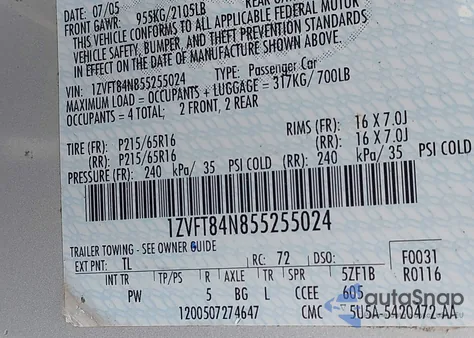 DATE: 07/05
FRONT GAWR: 955KG/2105LB
THIS VEHICLE CONFORMS TO ALL APPLICABLE FEDERAL MOTOR
VEHICLE SAFETY, BUMPER, AND THEFT PREVENTION STANDARDS
IN EFFECT ON THE DATE OF MANUFACTURE SHOWN ABOVE.
VIN: 1ZVFT84N855255024 TYPE: Passenger Car
MAXIMUM LOAD = OCCUPANTS + LUGGAGE = 317KG/ 700LB
OCCUPANTS = 4 TOTAL; 2 FRONT, 2 REAR
TIRE (FR): P215/65R16 RIMS (FR): 16 X 7.0J
(RR): P215/65R16 (RR): 16 X 7.0J
PRESSURE (FR): 240 kPa/ 35 PSI COLD (RR): 240 kPa/ 35 PSI COLD
1ZVFT84N855255024
TRAILER TOWING - SEE OWNER GUIDE
EXT PNT: TL RC: 72 DSO: F0031
INT TR TP/PS R AXLE TR SPR 5ZF1B R0116
PW 5 BG L CCEE 605
1200507274647 CMC 5U5A-5420472-AA
autoSnap